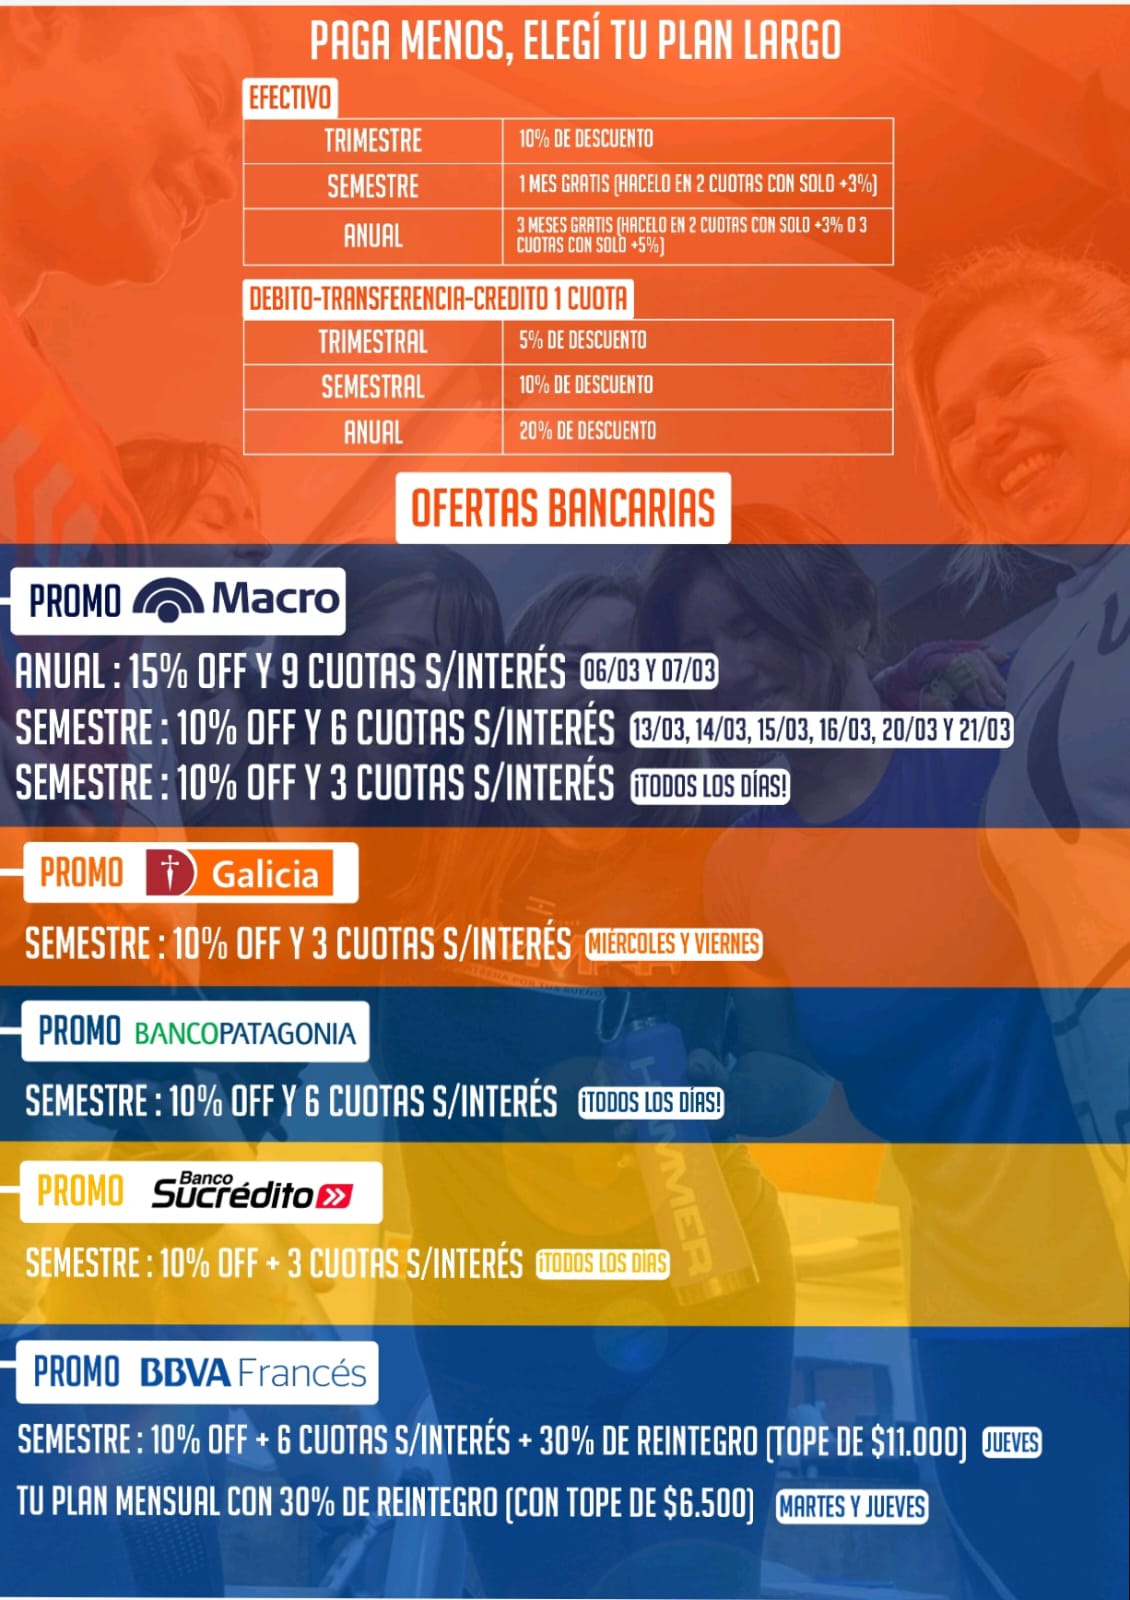 PAGA MENOS, ELEGÍ TU PLAN LARGO
EFECTIVO
TRIMESTRE 10% DE DESCUENTO
SEMESTRE 1 MES GRATIS (HACELO EN 2 CUOTAS CON SOLO +3%)
ANUAL 3 MESES GRATIS (HACELO EN 2 CUOTAS CON SOLO +3% O 3
CUOTAS CON SOLO +5%)
DEBITO-TRANSFERENCIA-CREDITO 1 CUOTA
TRIMESTRAL 5% DE DESCUENTO
SEMESTRAL 10% DE DESCUENTO
ANUAL 20% DE DESCUENTO
OFERTAS BANCARIAS
PROMO Macro
ANUAL : 15% OFF Y 9 CUOTAS S/INTERÉS 06/03 Y 07/03
SEMESTRE : 10% OFF Y 6 CUOTAS S/INTERÉS 13/03, 14/03, 15/03, 16/03, 20/03 Y 21/03
SEMESTRE : 10% OFF Y 3 CUOTAS S/INTERÉS ¡TODOS LOS DÍAS!
PROMO Galicia
SEMESTRE : 10% OFF Y 3 CUOTAS S/INTERÉS MIÉRCOLES Y VIERNES
PROMO BANCOPATAGONIA
SEMESTRE : 10% OFF Y 6 CUOTAS S/INTERÉS ¡TODOS LOS DÍAS!
HAMMER
PROMO Banco Sucrédito
SEMESTRE : 10% OFF + 3 CUOTAS S/INTERÉS ¡TODOS LOS DIAS
PROMO BBVA Francés
SEMESTRE : 10% OFF + 6 CUOTAS S/INTERÉS + 30% DE REINTEGRO (TOPE DE $11.000) JUEVES
TU PLAN MENSUAL CON 30% DE REINTEGRO (CON TOPE DE $6.500) MARTES Y JUEVES